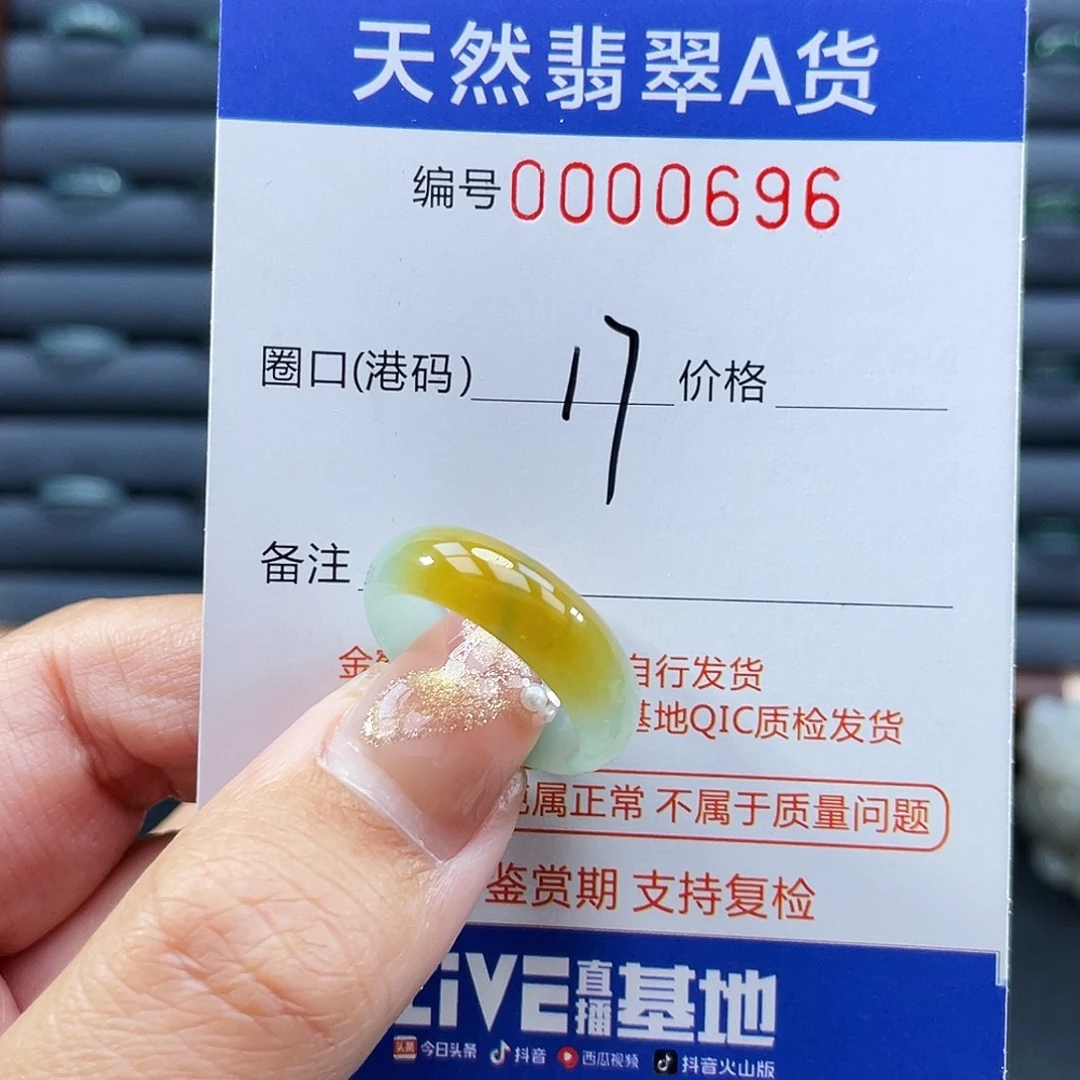 天然翡翠A货
编号0000696
圈口(港码) 17 价格
备注
自行发货
基地QIC质检发货
属正常 不属于质量问题
鉴赏期 支持复检
LiVE直播基地
头条 今日头条 抖音 西瓜视频 抖音火山版